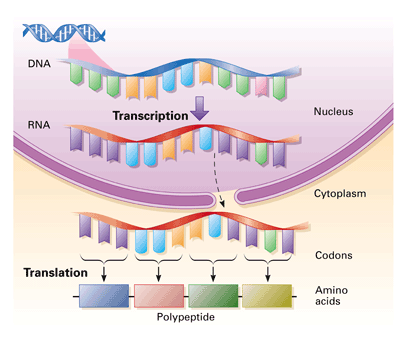 DNA
Nucleus
Transcription
RNA
Cytoplasm
Codons
Translation
Amino
acids
Polypeptide